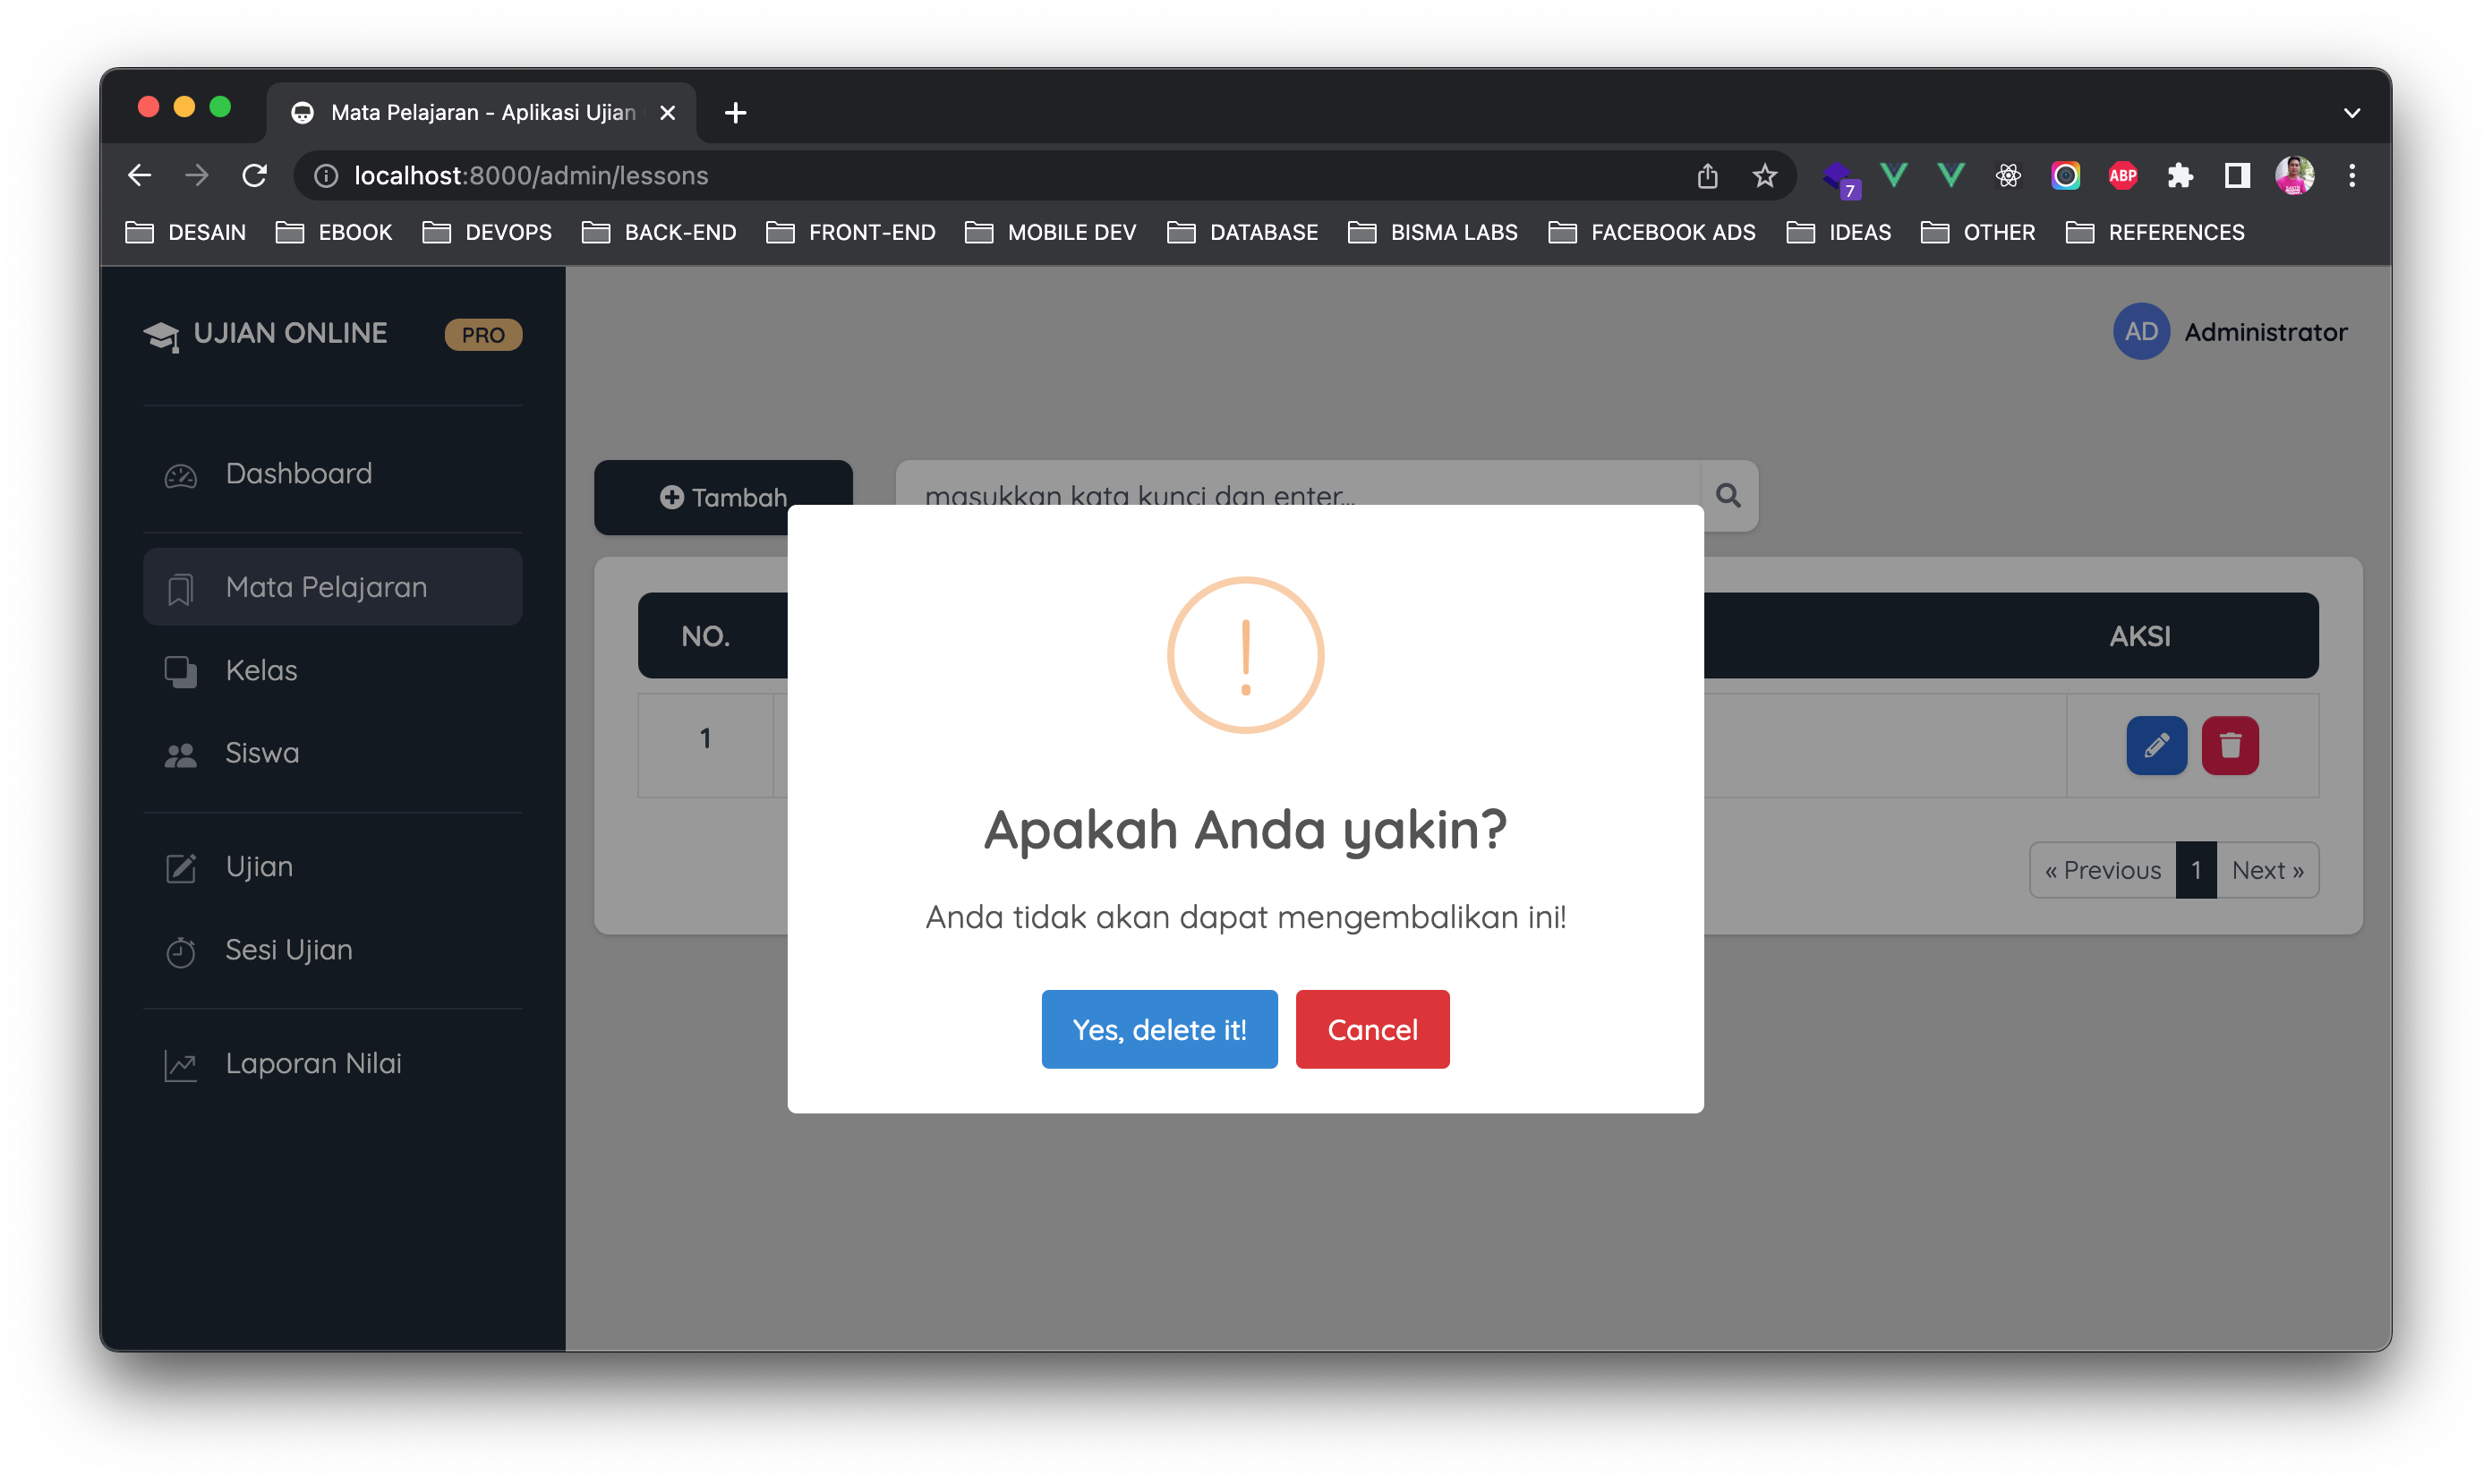 Mata Pelajaran - Aplikasi Ujian
localhost:8000/admin/lessons
7
ABP
DESAIN EBOOK DEVOPS BACK-END FRONT-END MOBILE DEV DATABASE BISMA LABS FACEBOOK ADS IDEAS OTHER REFERENCES
UJIAN ONLINE PRO
AD Administrator
Dashboard
Mata Pelajaran
Kelas
Siswa
Ujian
Sesi Ujian
Laporan Nilai
Tambah
masukkan kata kunci dan enter...
NO. AKSI
1
« Previous 1 Next »
!
Apakah Anda yakin?
Anda tidak akan dapat mengembalikan ini!
Yes, delete it! Cancel